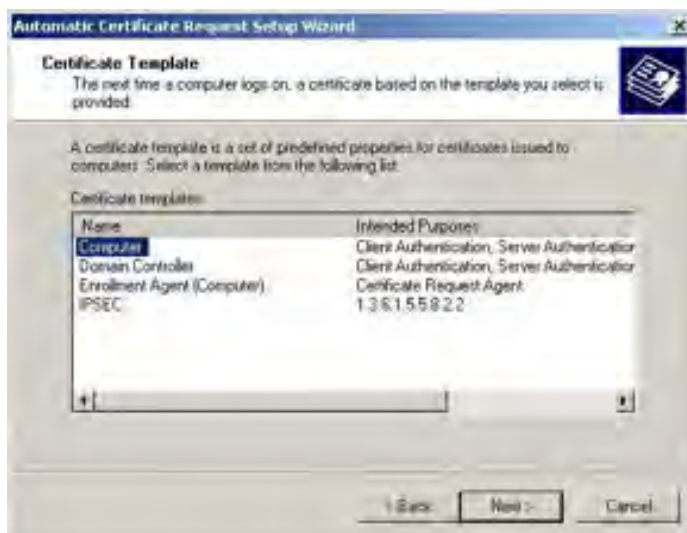 Automatic Certificate Request Setup Wizard
Certificate Template
The next time a computer logs on, a certificate based on the template you select is
provided.
A certificate template is a set of predefined properties for certificates issued to
computers. Select a template from the following list.
Certificate templates:
Name Intended Purposes
Computer Client Authentication, Server Authentication
Domain Controller Client Authentication, Server Authentication
Enrollment Agent (Computer) Certificate Request Agent
IPSEC 1.3.6.1.5.5.8.2.2
< Back Next > Cancel